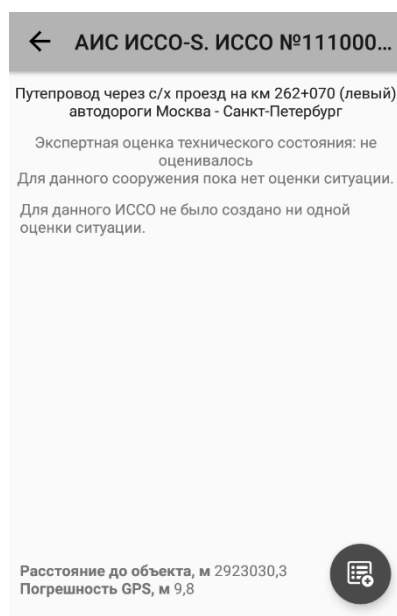 АИС ИССО-S. ИССО №111000...
Путепровод через с/х проезд на км 262+070 (левый)
автодороги Москва - Санкт-Петербург
Экспертная оценка технического состояния: не
оценивалось
Для данного сооружения пока нет оценки ситуации.
Для данного ИССО не было создано ни одной
оценки ситуации.
Расстояние до объекта, м 2923030,3
Погрешность GPS, м 9,8